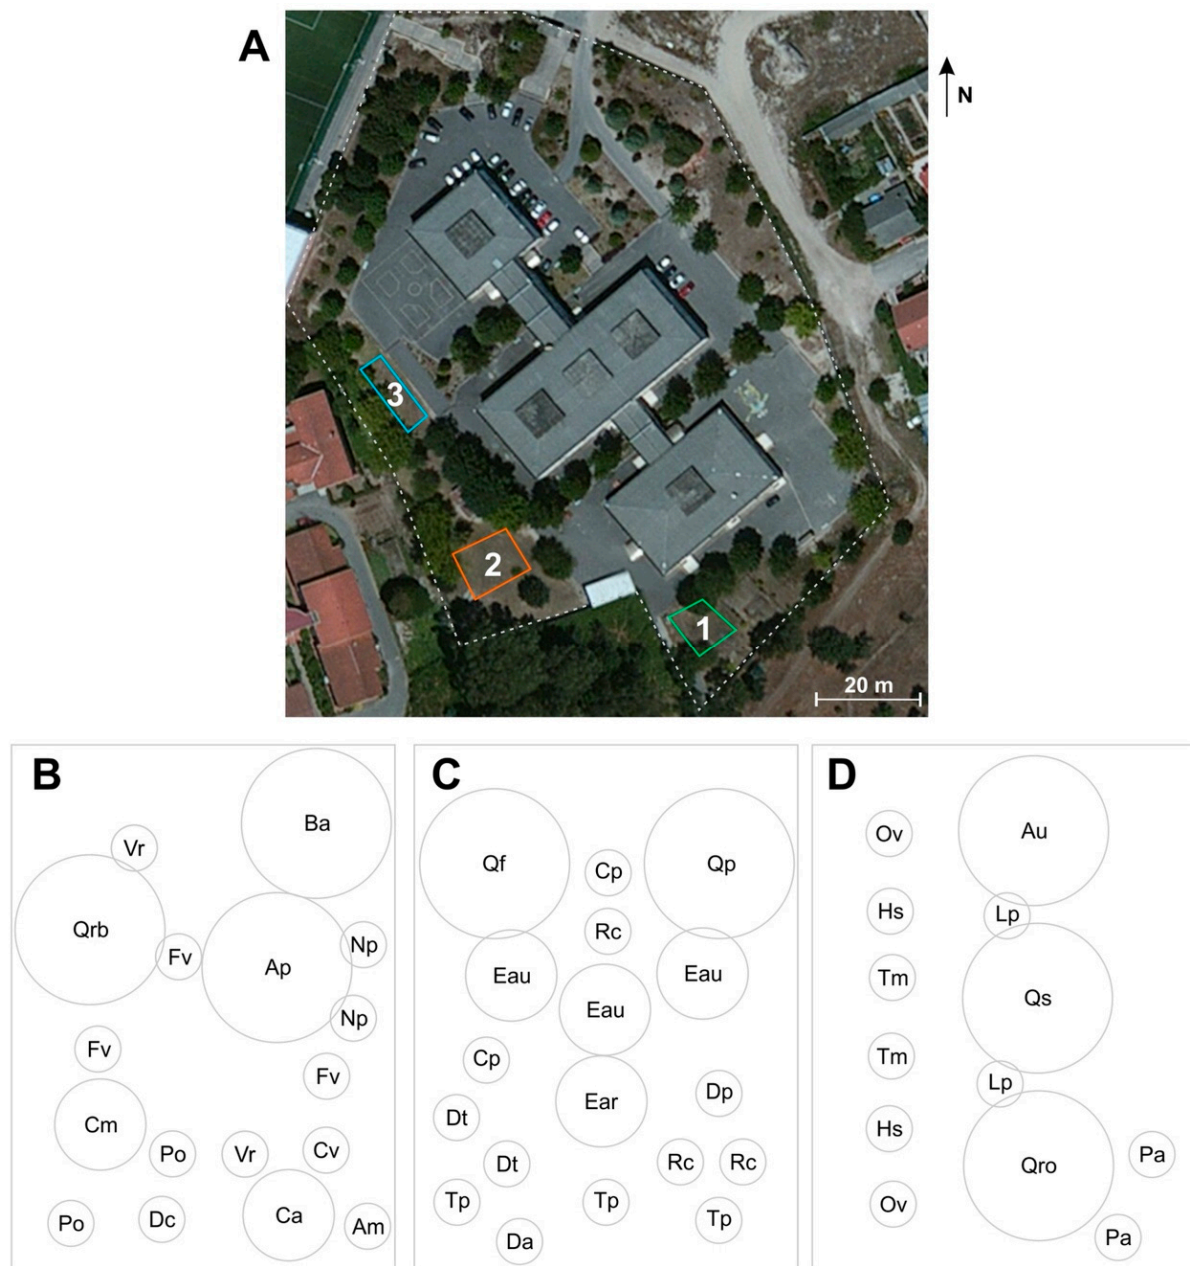 A
N
3
2
1
20 m
B
Ba
Vr
Qrb
Fv
Ap
Np
Np
Fv
Fv
Cm
Po
Vr
Cv
Po
Dc
Ca
Am
C
Qf
Cp
Qp
Rc
Eau
Eau
Eau
Cp
Ear
Dp
Dt
Dt
Rc
Rc
Tp
Tp
Tp
Da
D
Au
Ov
Hs
Lp
Tm
Qs
Tm
Lp
Hs
Qro
Pa
Ov
Pa